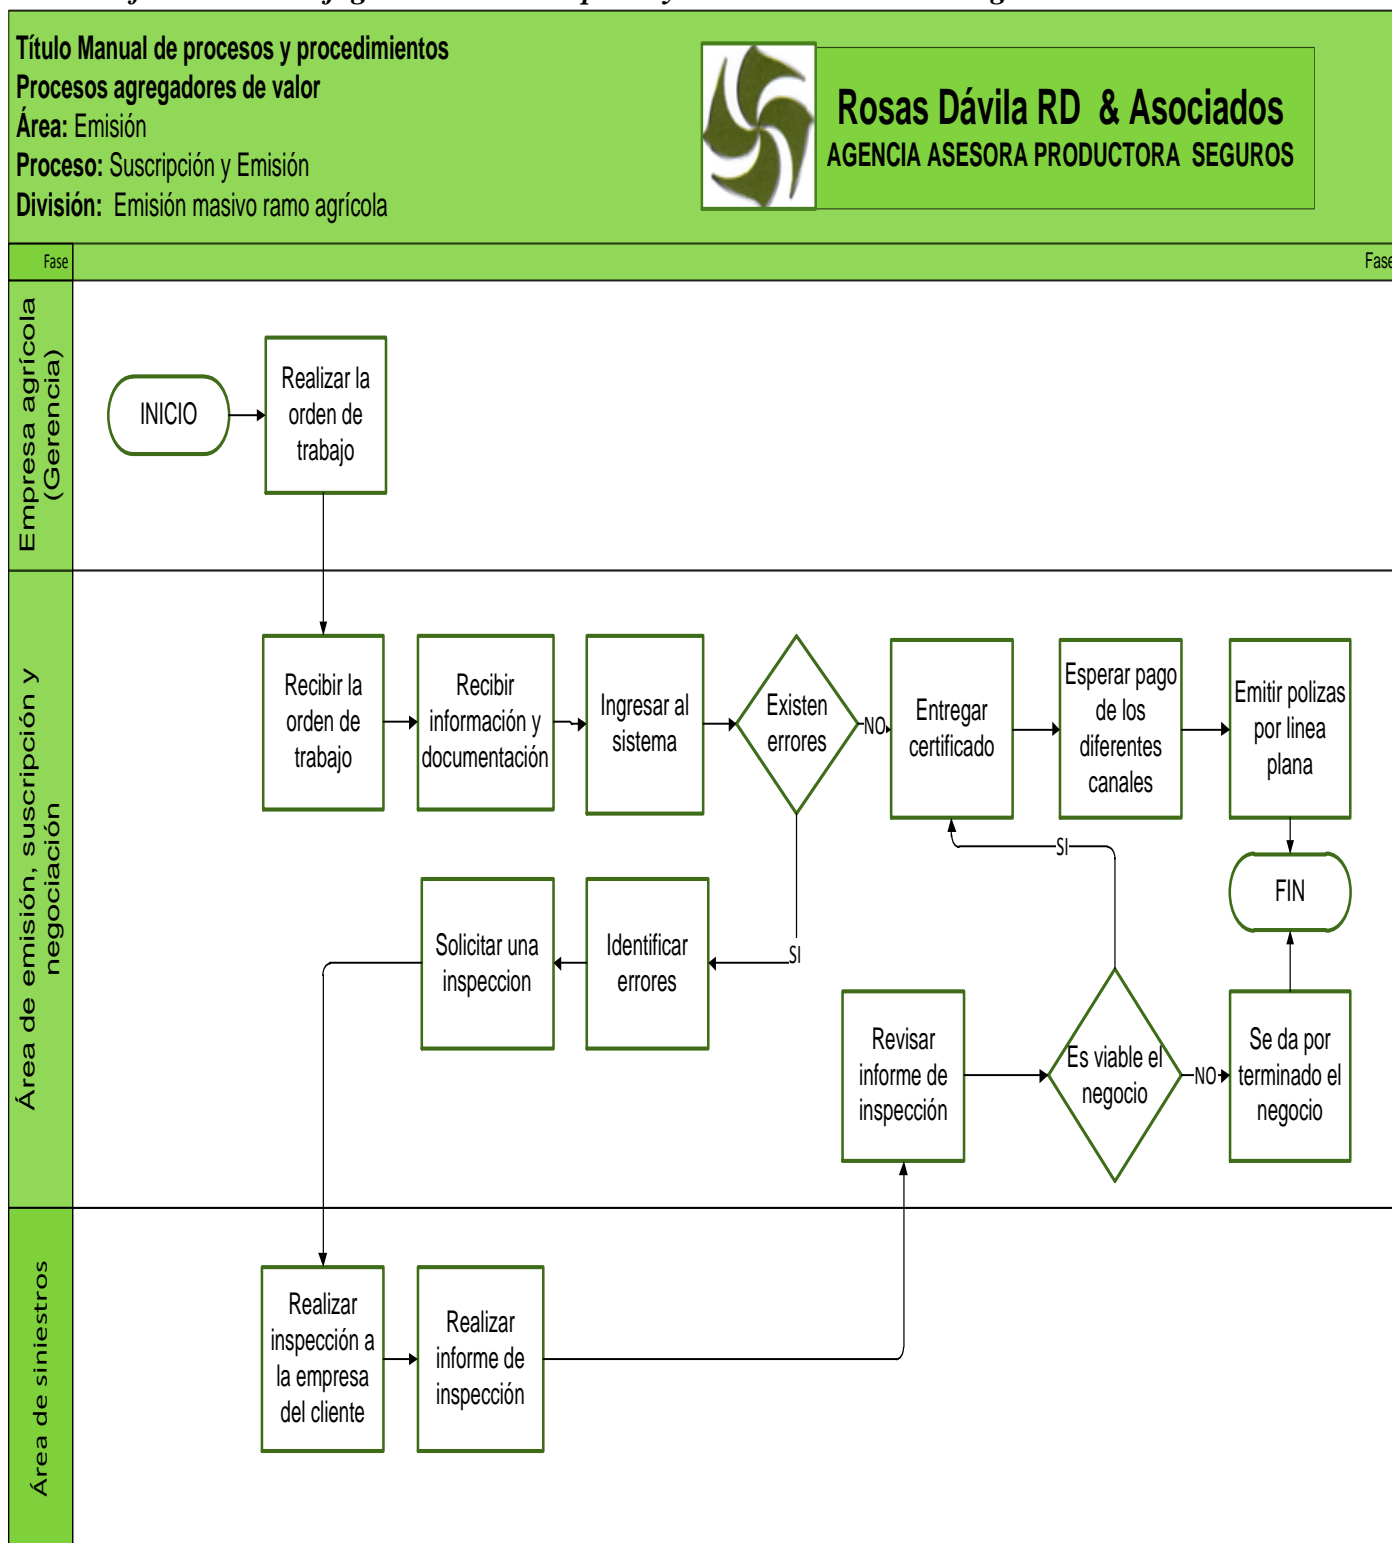 Título Manual de procesos y procedimientos
Procesos agregadores de valor
Área: Emisión
Proceso: Suscripción y Emisión
División: Emisión masivo ramo agrícola
Rosas Dávila RD & Asociados
AGENCIA ASESORA PRODUCTORA SEGUROS
Fase
Fase
Empresa agrícola
(Gerencia)
INICIO
Realizar la
orden de
trabajo
Área de emisión, suscripción y
negociación
Recibir la
orden de
trabajo
Recibir
información y
documentación
Ingresar al
sistema
Existen
errores
NO
Entregar
certificado
Esperar pago
de los
diferentes
canales
Emitir polizas
por linea
plana
SI
FIN
Solicitar una
inspeccion
Identificar
errores
SI
Revisar
informe de
inspección
Es viable el
negocio
NO
Se da por
terminado el
negocio
Área de siniestros
Realizar
inspección a
la empresa
del cliente
Realizar
informe de
inspección